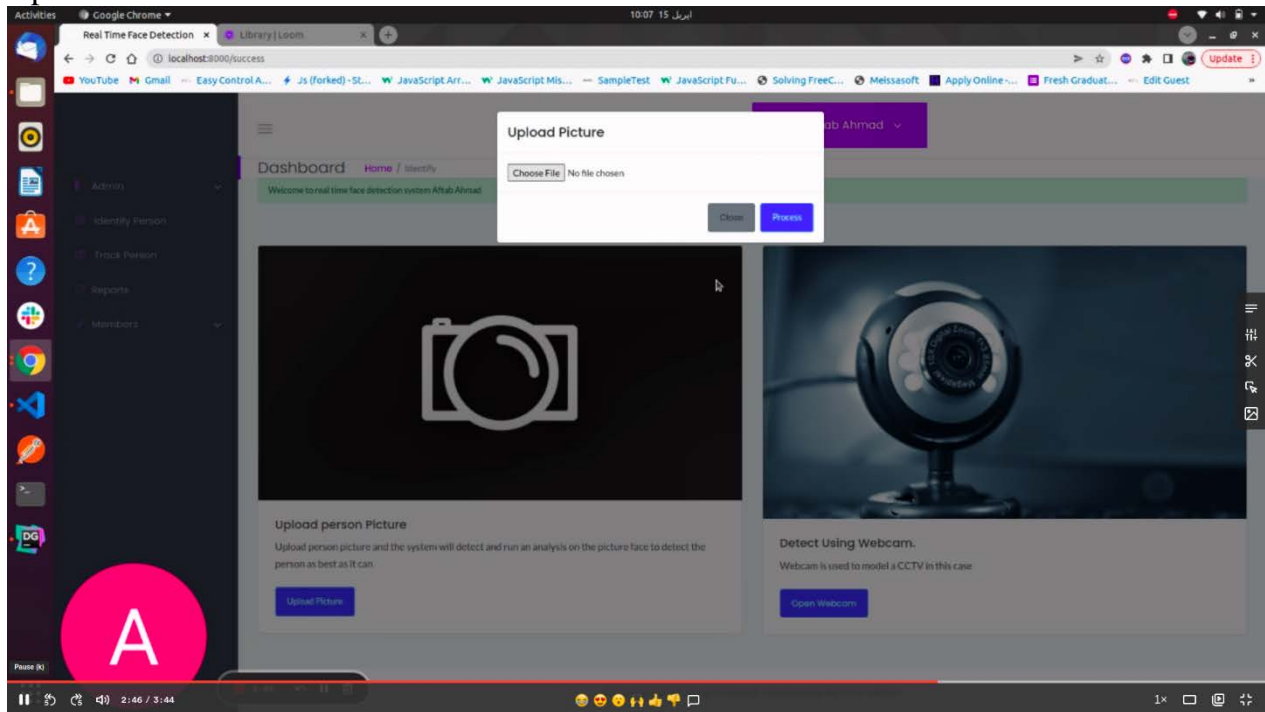 Activities
Google Chrome
10:07 15 اپریل
Real Time Face Detection
Library | Loom
localhost:8000/success
Update
YouTube
Gmail
Easy Control A...
Js (forked) - St...
JavaScript Arr...
JavaScript Mis...
SampleTest
JavaScript Fu...
Solving FreeC...
Meissasoft
Apply Online -...
Fresh Graduat...
Edit Guest
Upload Picture
ab Ahmad
Choose File No file chosen
Close
Process
Dashboard
Home / Identify
Welcome to real time face detection system Aftab Ahmad
Admin
Identify Person
Track Person
Reports
Members
Upload person Picture
Upload person picture and the system will detect and run an analysis on the picture face to detect the
person as best as it can
Upload Picture
Detect Using Webcam.
Webcam is used to model a CCTV in this case
Open Webcam
DG
A
Pause (k)
2:46 / 3:44
1×